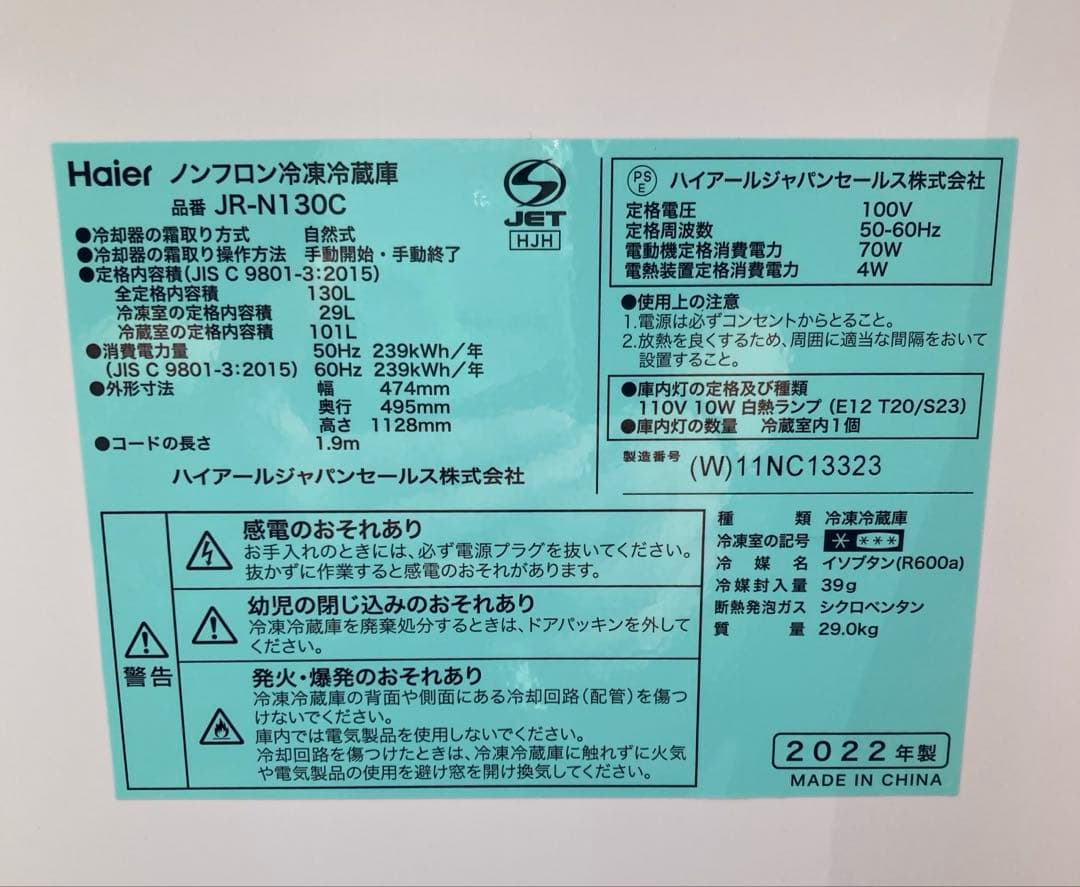 Haier ノンフロン冷凍冷蔵庫
品番 JR-N130C
●冷却器の霜取り方式 自然式
●冷却器の霜取り操作方法 手動開始・手動終了
●定格内容積(JIS C 9801-3:2015)
全定格内容積 130L
冷凍室の定格内容積 29L
冷蔵室の定格内容積 101L
●消費電力量 50Hz 239kWh/年
(JIS C 9801-3:2015) 60Hz 239kWh/年
●外形寸法 幅 474mm
奥行 495mm
高さ 1128mm
●コードの長さ 1.9m
ハイアールジャパンセールス株式会社
JET
HJH
PS
E
ハイアールジャパンセールス株式会社
定格電圧 100V
定格周波数 50-60Hz
電動機定格消費電力 70W
電熱装置定格消費電力 4W
●使用上の注意
1.電源は必ずコンセントからとること。
2.放熱を良くするため、周囲に適当な間隔をおいて
設置すること。
●庫内灯の定格及び種類
110V 10W 白熱ランプ (E12 T20/S23)
●庫内灯の数量 冷蔵室内1個
製造番号 (W)11NC13323
警告
感電のおそれあり
お手入れのときには、必ず電源プラグを抜いてください。
抜かずに作業すると感電のおそれがあります。
幼児の閉じ込みのおそれあり
冷凍冷蔵庫を廃棄処分するときは、ドアパッキンを外して
ください。
発火・爆発のおそれあり
冷凍冷蔵庫の背面や側面にある冷却回路(配管)を傷つ
けないでください。
庫内では電気製品を使用しないでください。
冷却回路を傷つけたときは、冷凍冷蔵庫に触れずに火気
や電気製品の使用を避け窓を開け換気してください。
種類 冷凍冷蔵庫
冷凍室の記号 * ***
冷媒名 イソブタン(R600a)
冷媒封入量 39g
断熱発泡ガス シクロペンタン
質量 29.0kg
2022年製
MADE IN CHINA